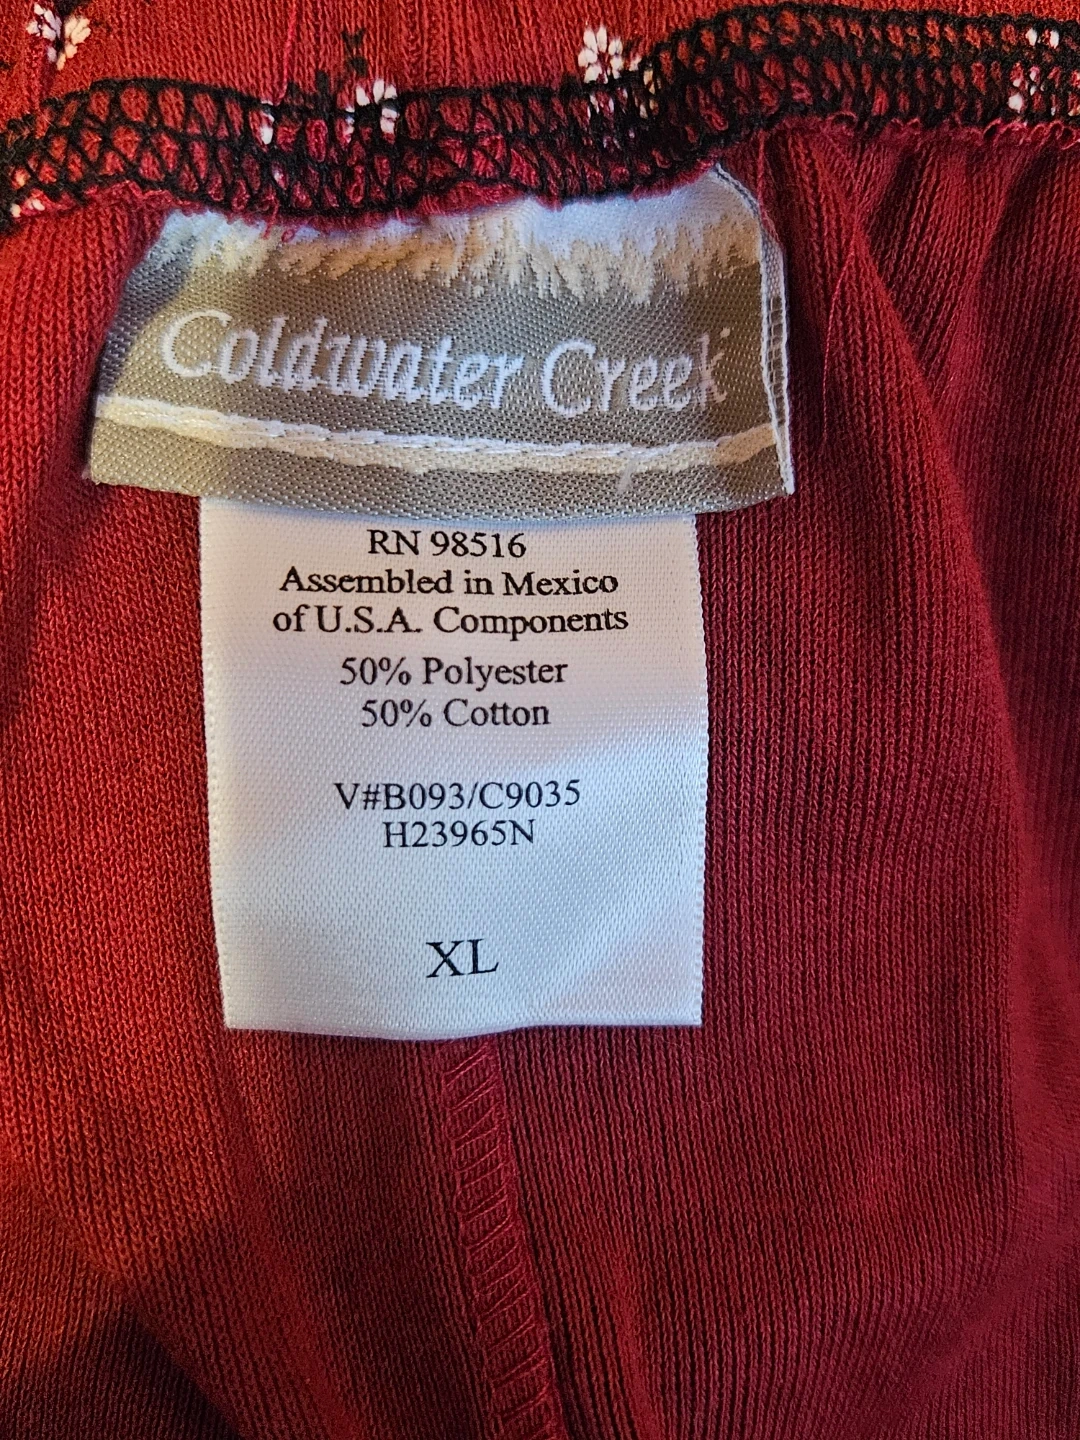 Coldwater Creek
RN 98516
Assembled in Mexico
of U.S.A. Components
50% Polyester
50% Cotton
V#B093/C9035
H23965N
XL